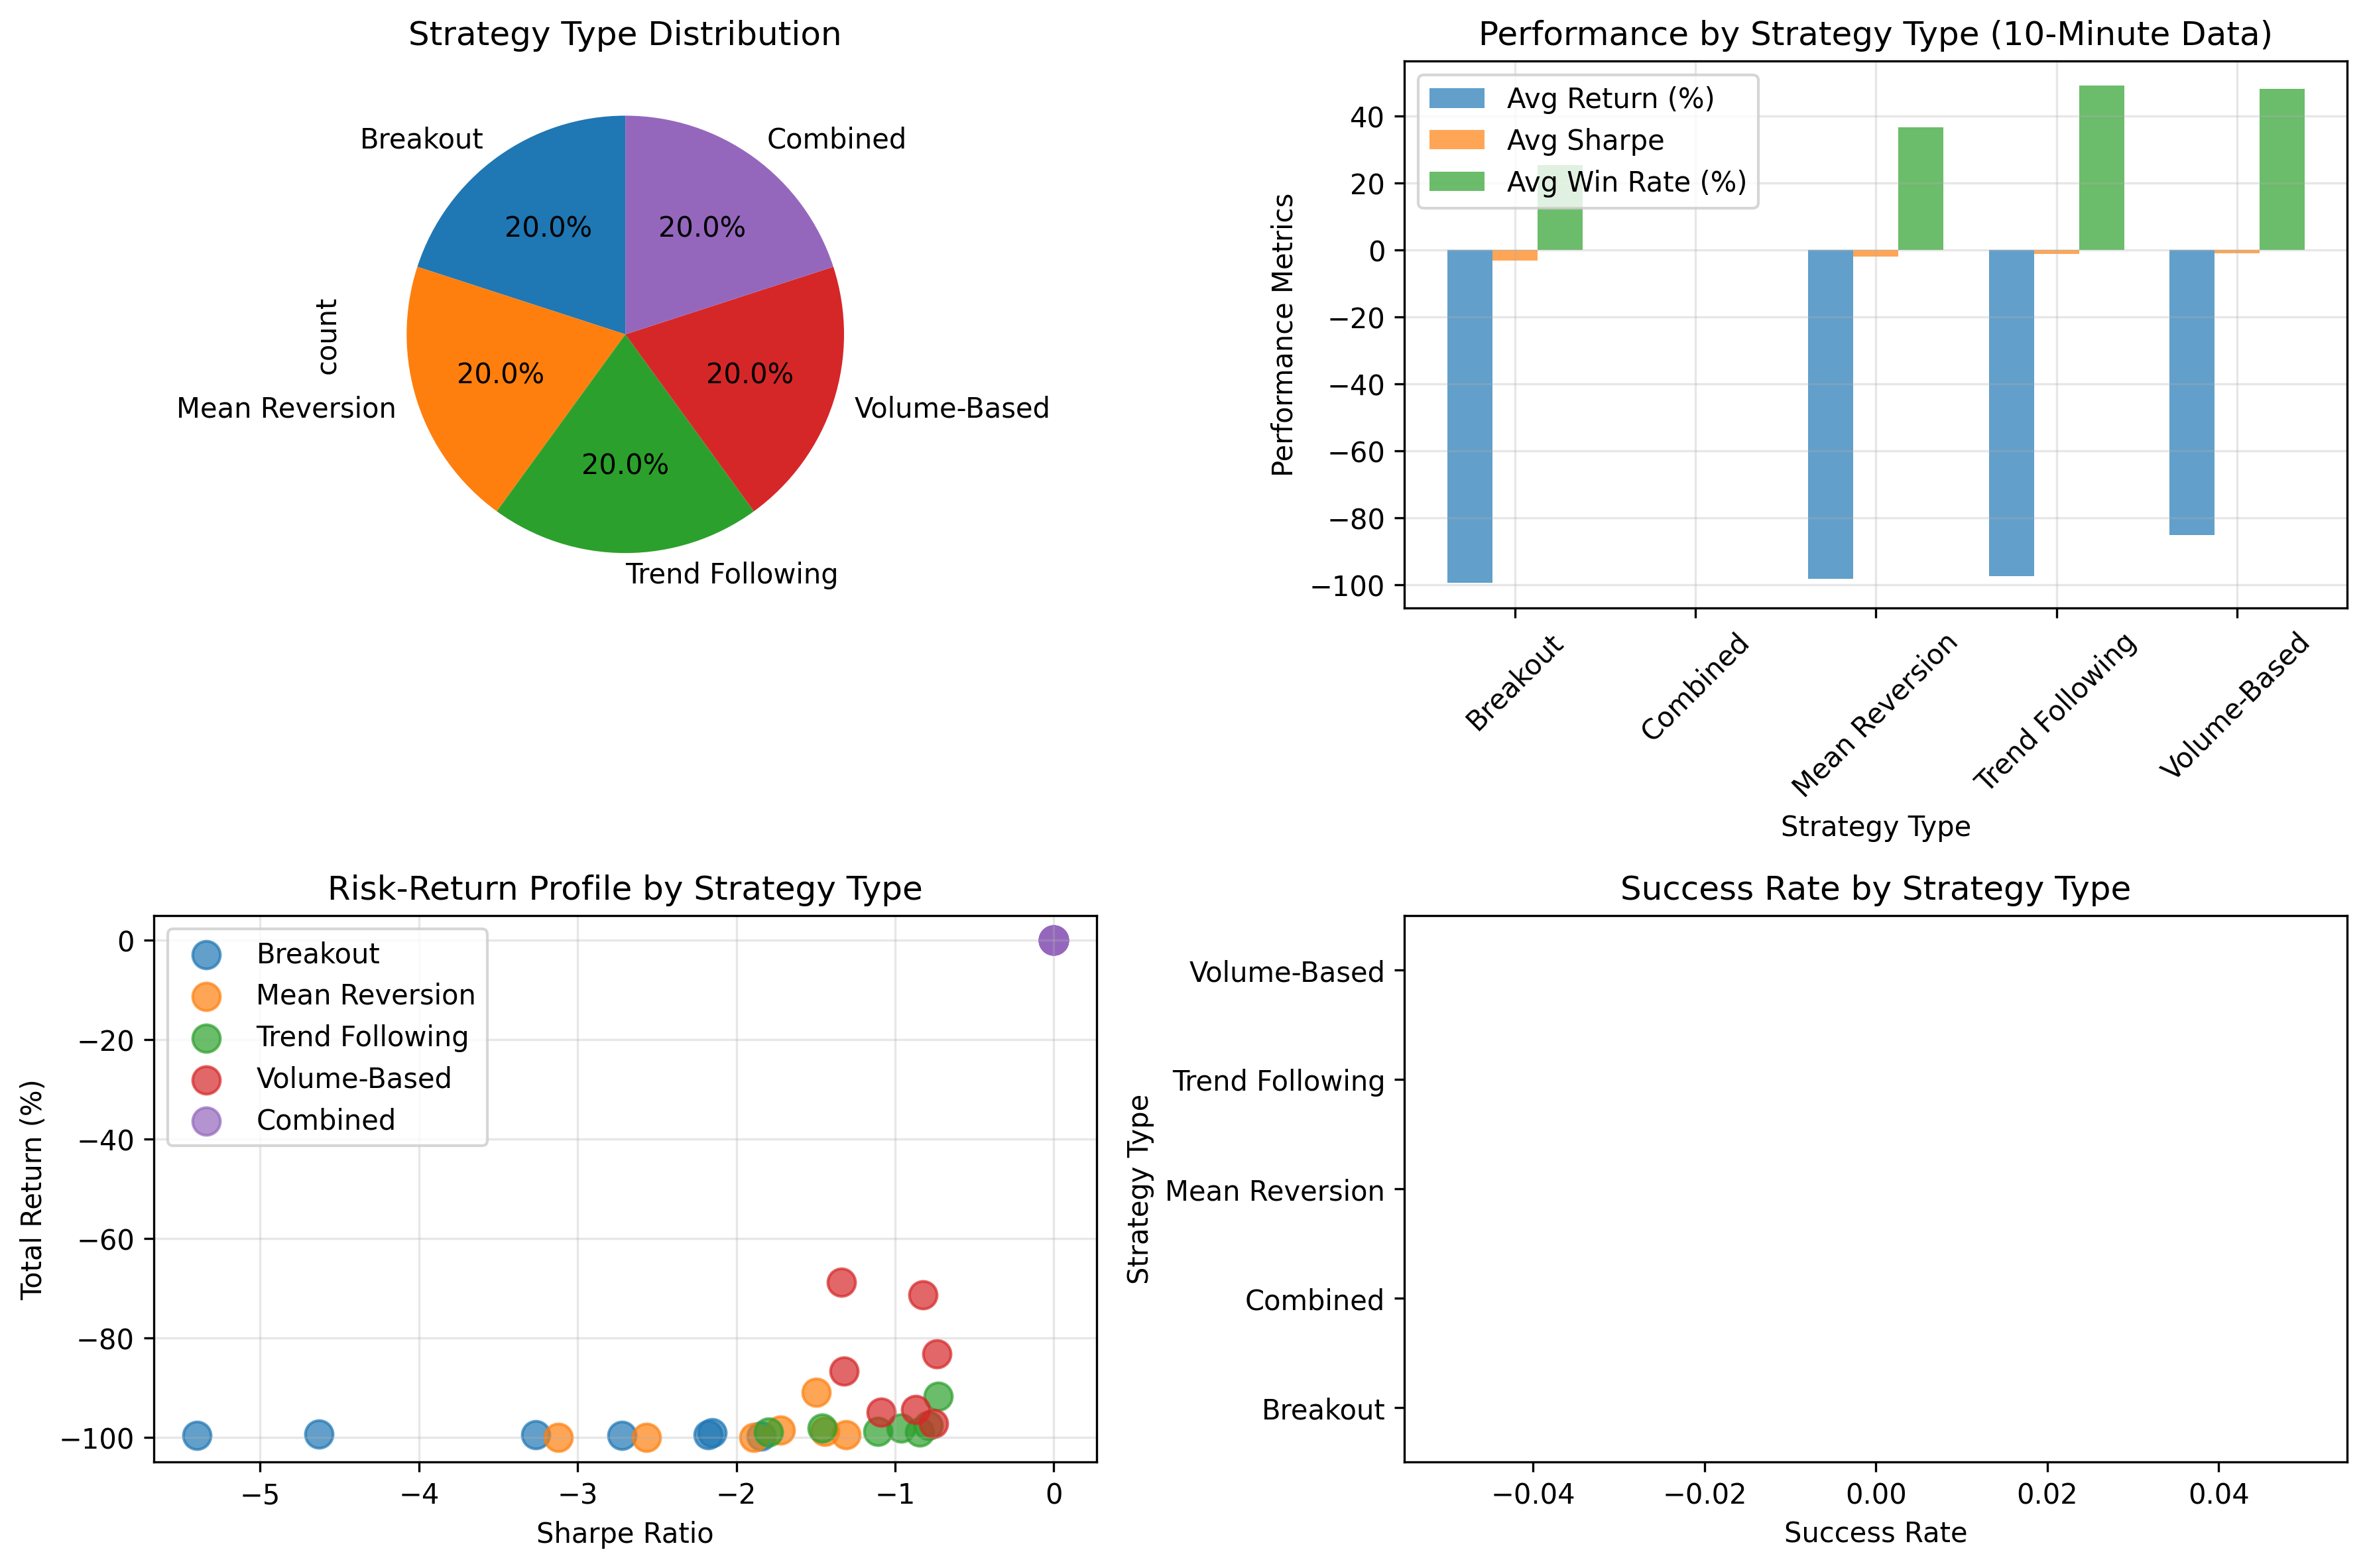 Strategy Type Distribution
Breakout
Combined
20.0%
20.0%
count
20.0%
20.0%
Mean Reversion
Volume-Based
20.0%
Trend Following
Performance by Strategy Type (10-Minute Data)
Avg Return (%)
Avg Sharpe
Avg Win Rate (%)
Performance Metrics
40
20
0
−20
−40
−60
−80
−100
Breakout
Combined
Mean Reversion
Trend Following
Volume-Based
Strategy Type
Risk-Return Profile by Strategy Type
Breakout
Mean Reversion
Trend Following
Volume-Based
Combined
Total Return (%)
0
−20
−40
−60
−80
−100
−5
−4
−3
−2
−1
0
Sharpe Ratio
Success Rate by Strategy Type
Strategy Type
Volume-Based
Trend Following
Mean Reversion
Combined
Breakout
−0.04
−0.02
0.00
0.02
0.04
Success Rate